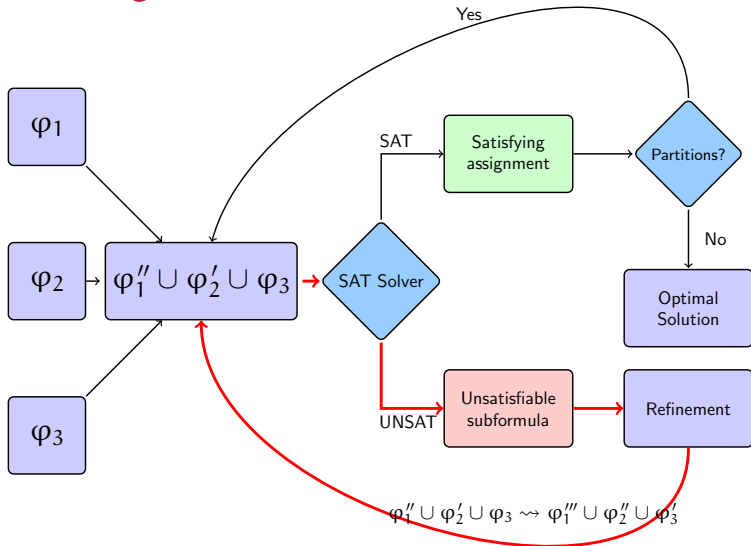 Yes
φ₁
SAT
Satisfying
assignment
Partitions?
φ₂
φ₁′′ ∪ φ₂′ ∪ φ₃
SAT Solver
No
Optimal
Solution
φ₃
UNSAT
Unsatisfiable
subformula
Refinement
φ₁′′ ∪ φ₂′ ∪ φ₃ ⇝ φ₁′′′ ∪ φ₂′′ ∪ φ₃′